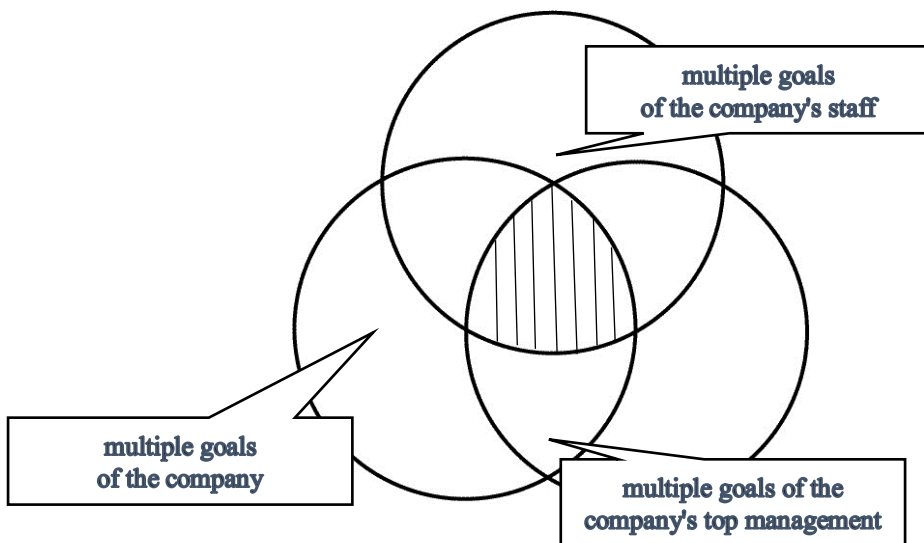 multiple goals
of the company's staff
multiple goals
of the company
multiple goals of the
company's top management